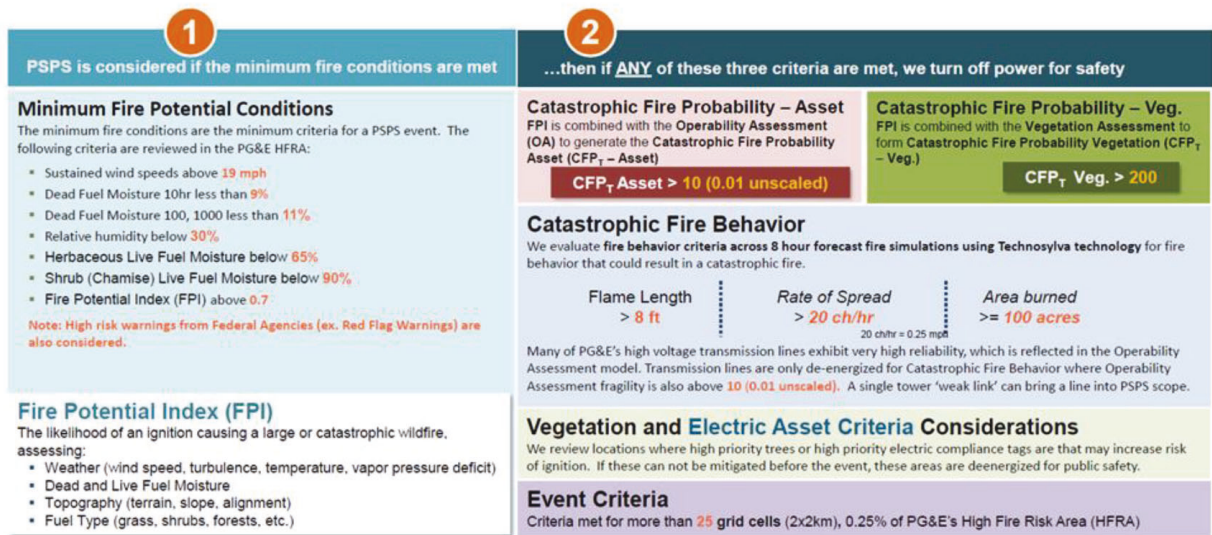 1
PSPS is considered if the minimum fire conditions are met
Minimum Fire Potential Conditions
The minimum fire conditions are the minimum criteria for a PSPS event. The
following criteria are reviewed in the PG&E HFRA:
▪ Sustained wind speeds above 19 mph
▪ Dead Fuel Moisture 10hr less than 9%
▪ Dead Fuel Moisture 100, 1000 less than 11%
▪ Relative humidity below 30%
▪ Herbaceous Live Fuel Moisture below 65%
▪ Shrub (Chamise) Live Fuel Moisture below 90%
▪ Fire Potential Index (FPI) above 0.7
Note: High risk warnings from Federal Agencies (ex. Red Flag Warnings) are
also considered.
Fire Potential Index (FPI)
The likelihood of an ignition causing a large or catastrophic wildfire,
assessing:
▪ Weather (wind speed, turbulence, temperature, vapor pressure deficit)
▪ Dead and Live Fuel Moisture
▪ Topography (terrain, slope, alignment)
▪ Fuel Type (grass, shrubs, forests, etc.)
2
...then if ANY of these three criteria are met, we turn off power for safety
Catastrophic Fire Probability – Asset
FPI is combined with the Operability Assessment
(OA) to generate the Catastrophic Fire Probability
Asset (CFPT – Asset)
CFPT Asset > 10 (0.01 unscaled)
Catastrophic Fire Probability – Veg.
FPI is combined with the Vegetation Assessment to
form Catastrophic Fire Probability Vegetation (CFPT
– Veg.)
CFPT Veg. > 200
Catastrophic Fire Behavior
We evaluate fire behavior criteria across 8 hour forecast fire simulations using Technosylva technology for fire
behavior that could result in a catastrophic fire.
Flame Length
> 8 ft
Rate of Spread
> 20 ch/hr
20 ch/hr = 0.25 mph
Area burned
>= 100 acres
Many of PG&E's high voltage transmission lines exhibit very high reliability, which is reflected in the Operability
Assessment model. Transmission lines are only de-energized for Catastrophic Fire Behavior where Operability
Assessment fragility is also above 10 (0.01 unscaled). A single tower 'weak link' can bring a line into PSPS scope.
Vegetation and Electric Asset Criteria Considerations
We review locations where high priority trees or high priority electric compliance tags are that may increase risk
of ignition. If these can not be mitigated before the event, these areas are deenergized for public safety.
Event Criteria
Criteria met for more than 25 grid cells (2x2km), 0.25% of PG&E's High Fire Risk Area (HFRA)